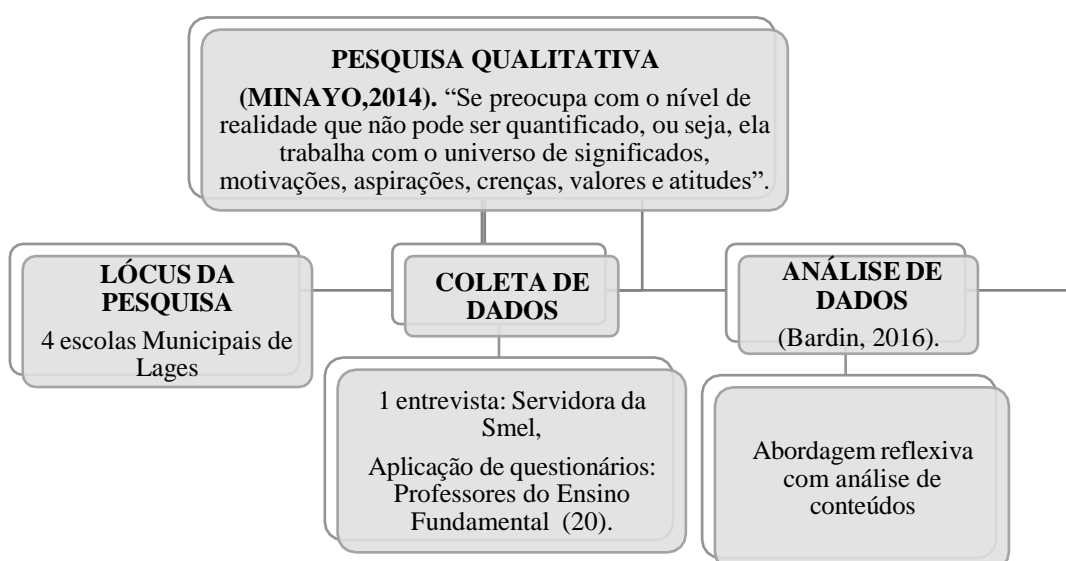 PESQUISA QUALITATIVA
(MINAYO,2014). “Se preocupa com o nível de
realidade que não pode ser quantificado, ou seja, ela
trabalha com o universo de significados,
motivações, aspirações, crenças, valores e atitudes”.
LÓCUS DA
PESQUISA
4 escolas Municipais de
Lages
COLETA DE
DADOS
1 entrevista: Servidora da
Smel,
Aplicação de questionários:
Professores do Ensino
Fundamental (20).
ANÁLISE DE
DADOS
(Bardin, 2016).
Abordagem reflexiva
com análise de
conteúdos